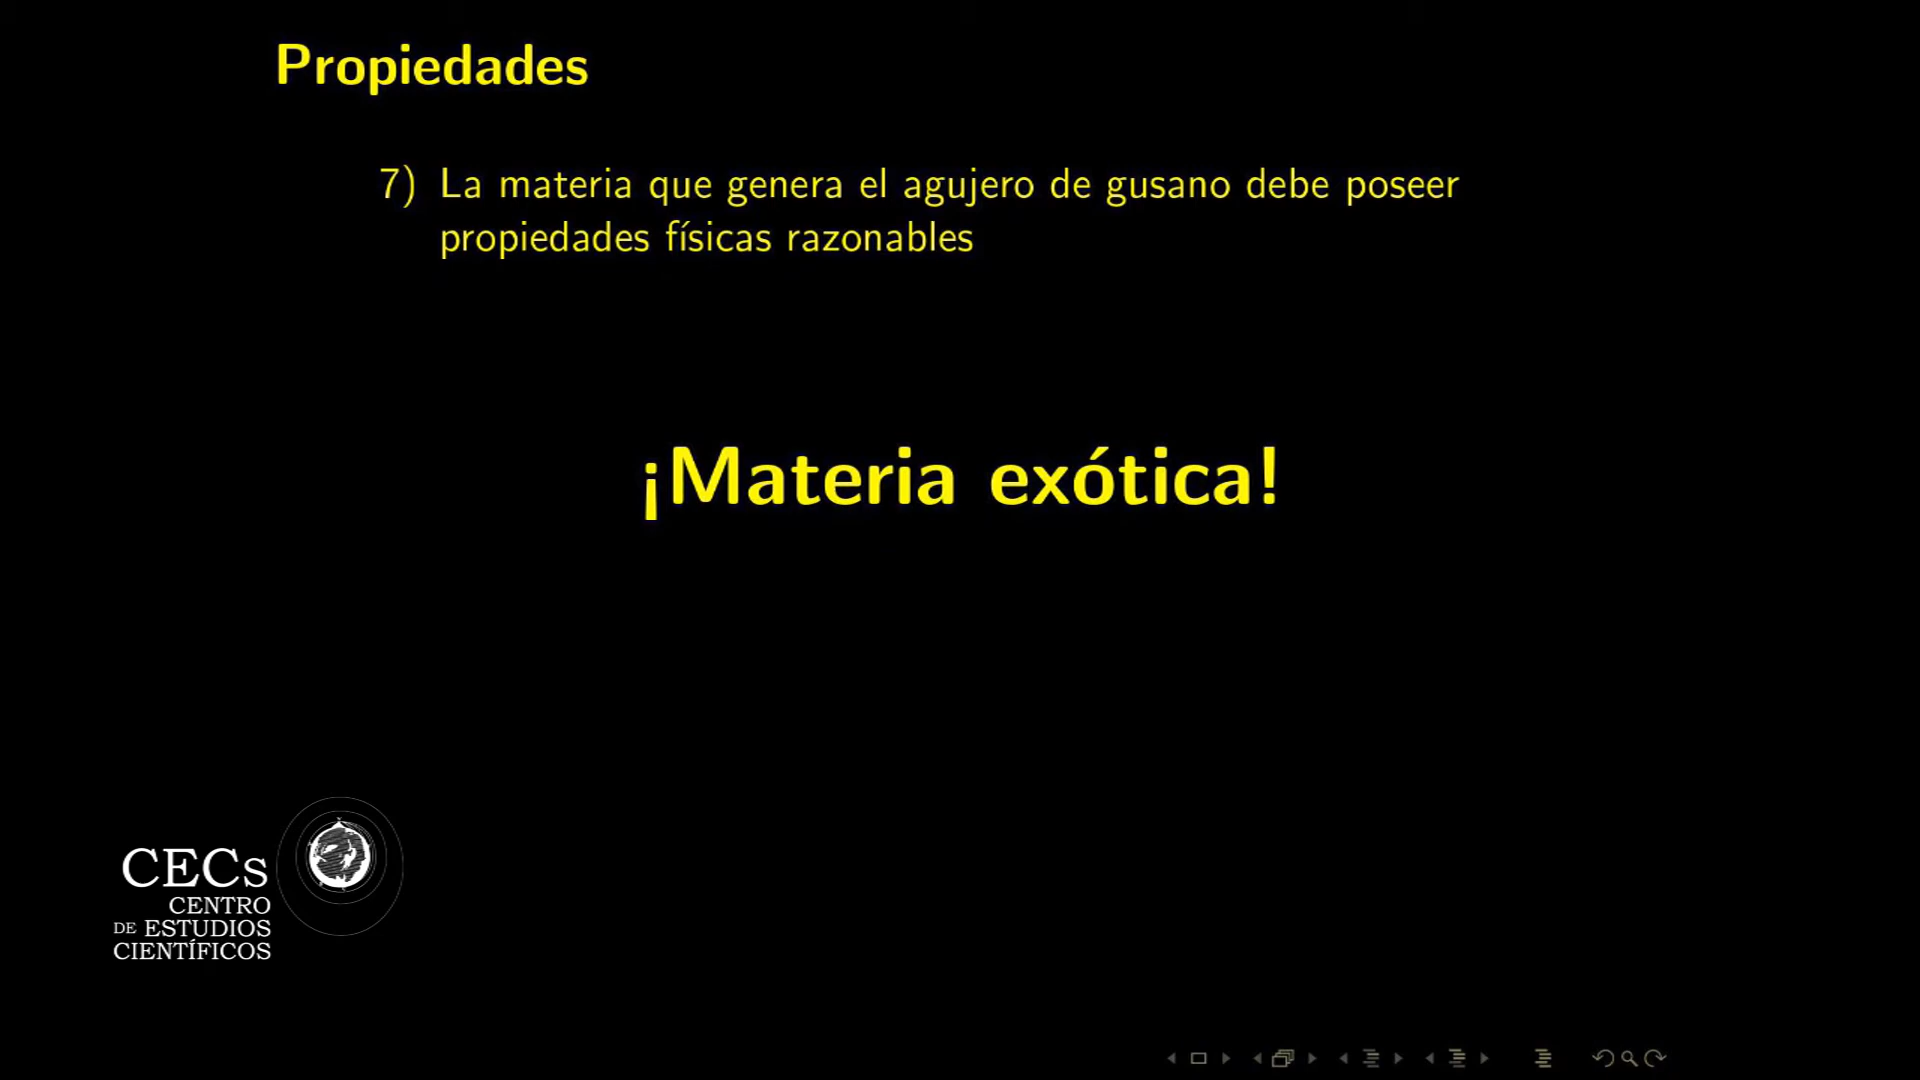 Propiedades
7) La materia que genera el agujero de gusano debe poseer
propiedades físicas razonables
¡Materia exótica!
CECs
CENTRO
DE ESTUDIOS
CIENTÍFICOS